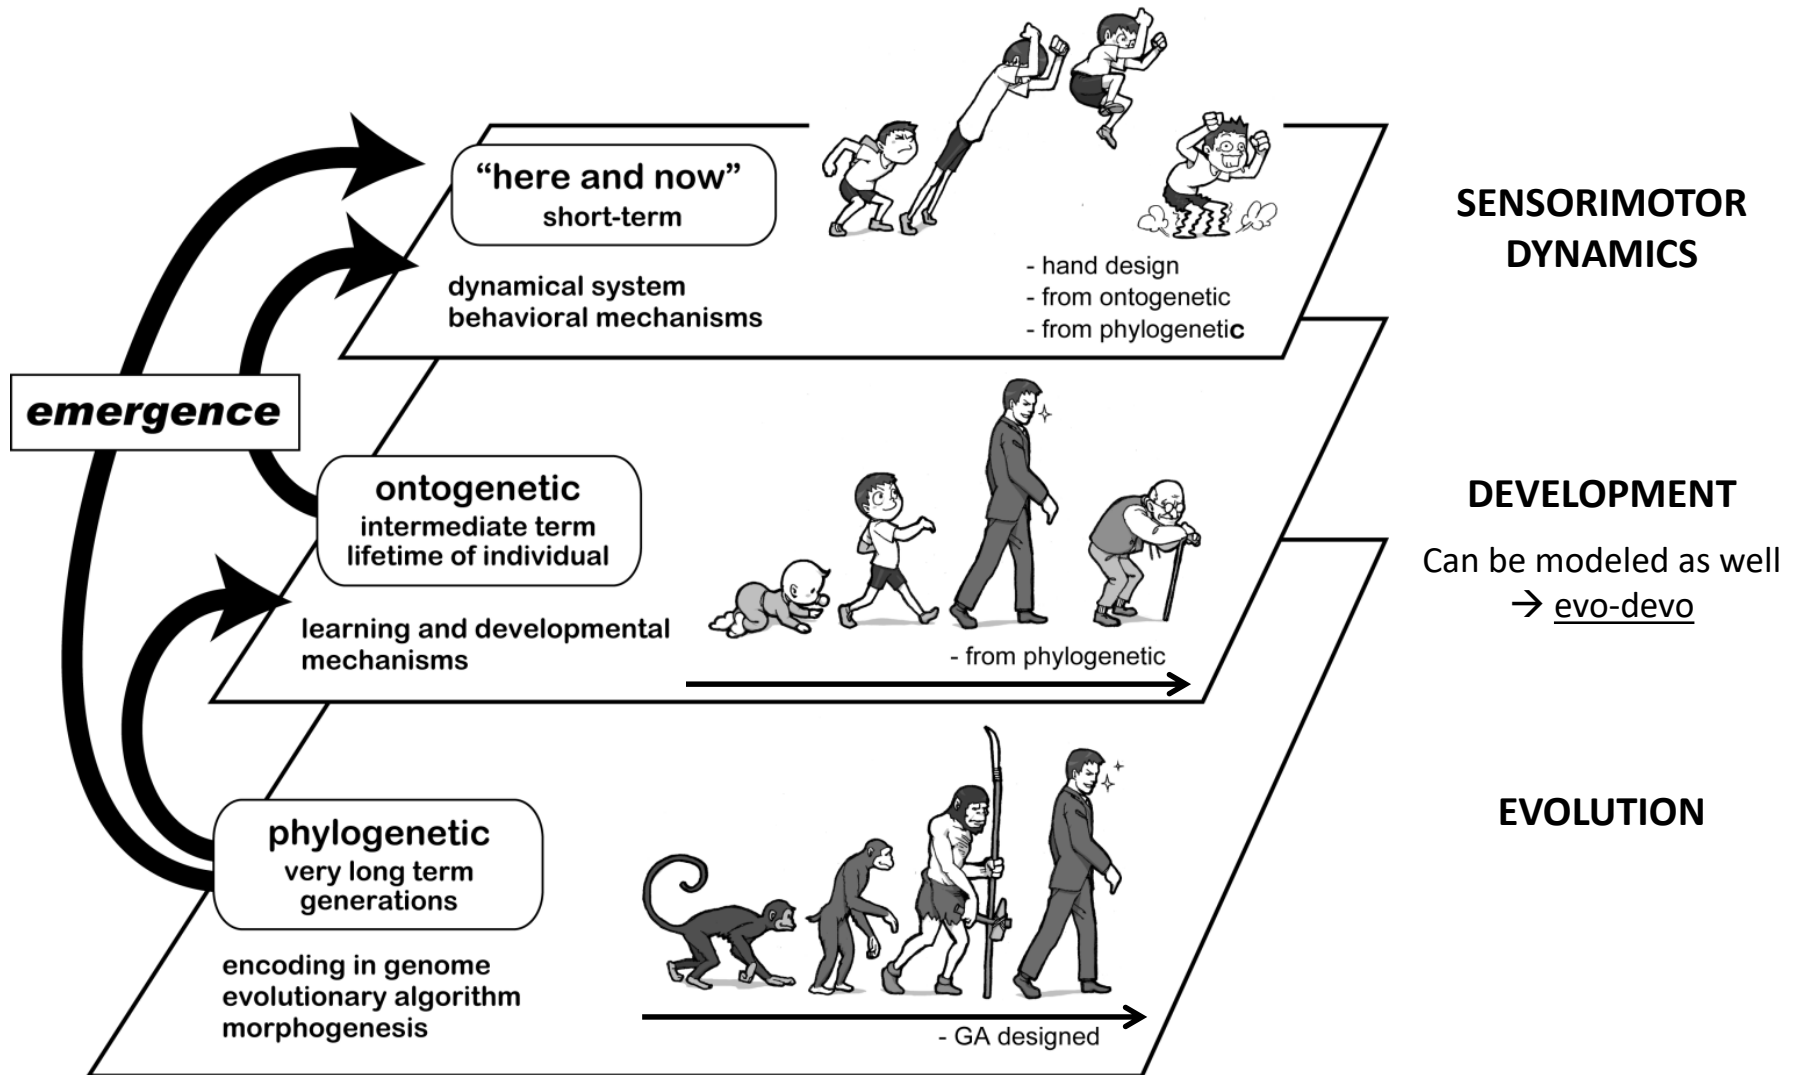 “here and now”
short-term
dynamical system
behavioral mechanisms
- hand design
- from ontogenetic
- from phylogenetic
SENSORIMOTOR
DYNAMICS
emergence
ontogenetic
intermediate term
lifetime of individual
learning and developmental
mechanisms
- from phylogenetic
DEVELOPMENT
Can be modeled as well
→ evo-devo
phylogenetic
very long term
generations
encoding in genome
evolutionary algorithm
morphogenesis
- GA designed
EVOLUTION